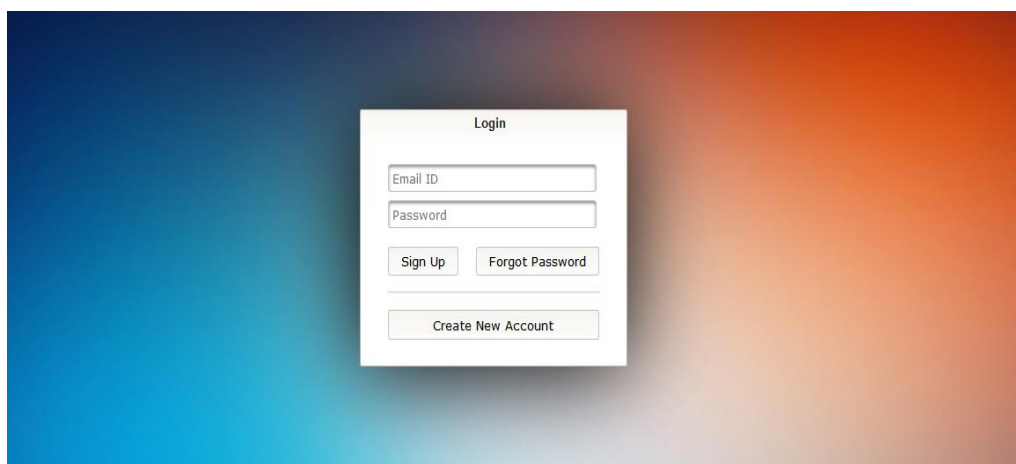 Login
Email ID
Password
Sign Up Forgot Password
Create New Account